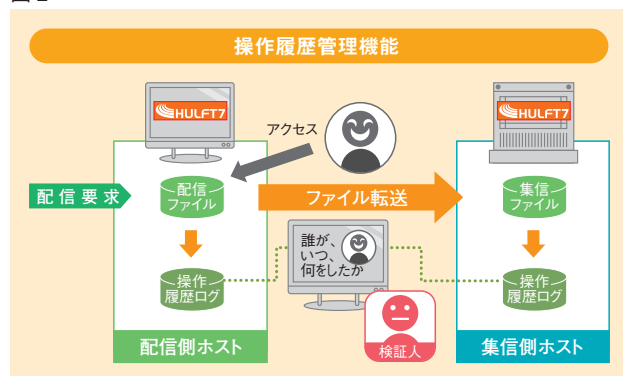 操作履歴管理機能
HULFT7
HULFT7
アクセス
配信要求
配信
ファイル
ファイル転送
集信
ファイル
誰が、
いつ、
何をしたか
操作
履歴ログ
操作
履歴ログ
検証人
配信側ホスト
集信側ホスト